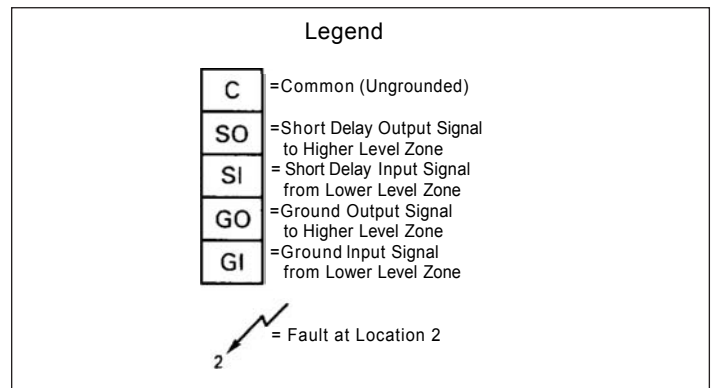 Legend
C =Common (Ungrounded)
SO =Short Delay Output Signal
to Higher Level Zone
SI = Short Delay Input Signal
from Lower Level Zone
GO =Ground Output Signal
to Higher Level Zone
GI =Ground Input Signal
from Lower Level Zone
2 = Fault at Location 2